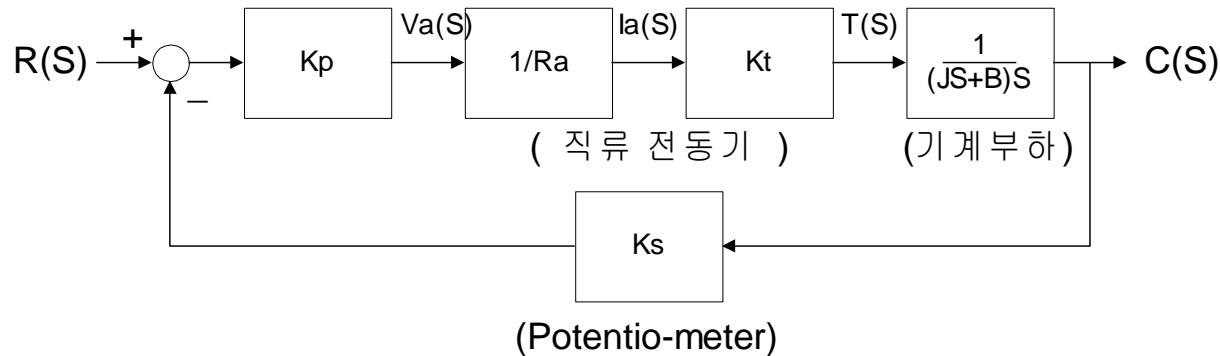 Va(S) Ia(S) T(S)
R(S) + Kp 1/Ra Kt 1 C(S)
(JS+B)S
−
( 직류 전동기 ) (기계부하)
Ks
(Potentio-meter)